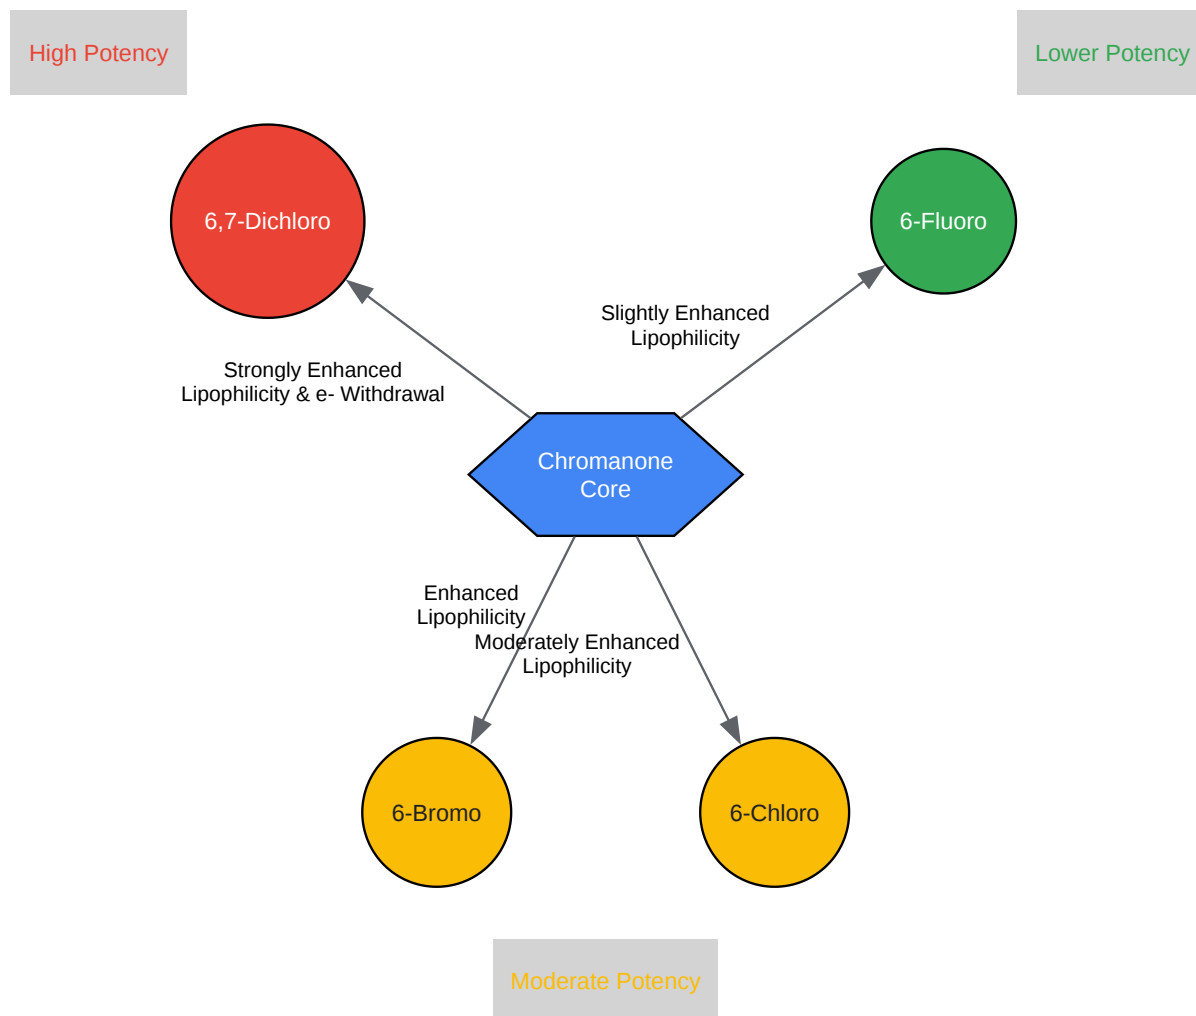 High Potency
Lower Potency
6,7-Dichloro
6-Fluoro
Slightly Enhanced
Lipophilicity
Strongly Enhanced
Lipophilicity & e- Withdrawal
Chromanone
Core
Enhanced
Lipophilicity
Moderately Enhanced
Lipophilicity
6-Bromo
6-Chloro
Moderate Potency